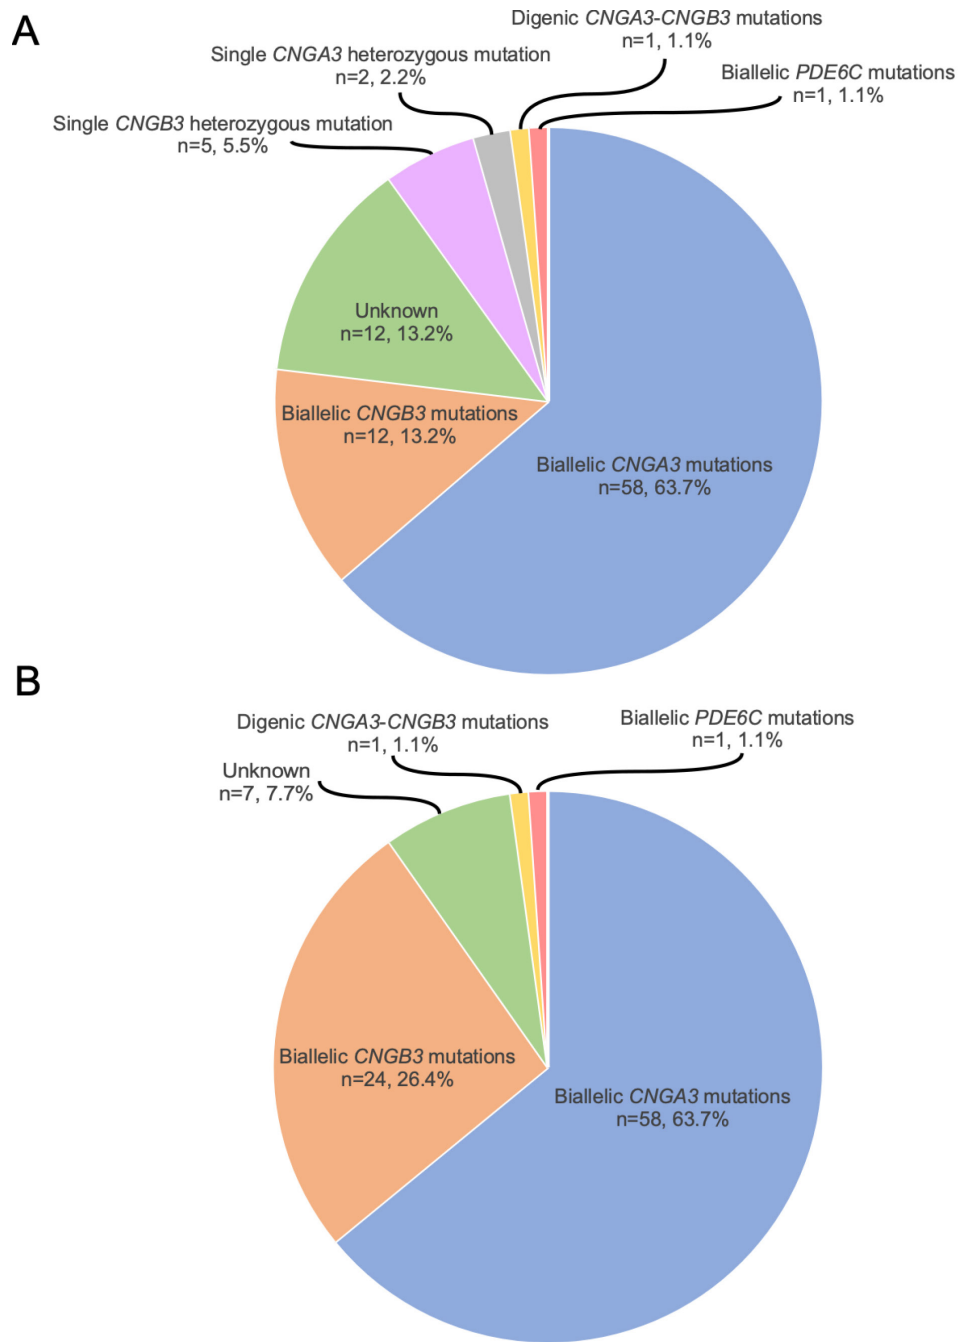 A
Digenic CNGA3-CNGB3 mutations
n=1, 1.1%
Single CNGA3 heterozygous mutation
n=2, 2.2%
Biallelic PDE6C mutations
n=1, 1.1%
Single CNGB3 heterozygous mutation
n=5, 5.5%
Unknown
n=12, 13.2%
Biallelic CNGB3 mutations
n=12, 13.2%
Biallelic CNGA3 mutations
n=58, 63.7%
B
Digenic CNGA3-CNGB3 mutations
n=1, 1.1%
Biallelic PDE6C mutations
n=1, 1.1%
Unknown
n=7, 7.7%
Biallelic CNGB3 mutations
n=24, 26.4%
Biallelic CNGA3 mutations
n=58, 63.7%